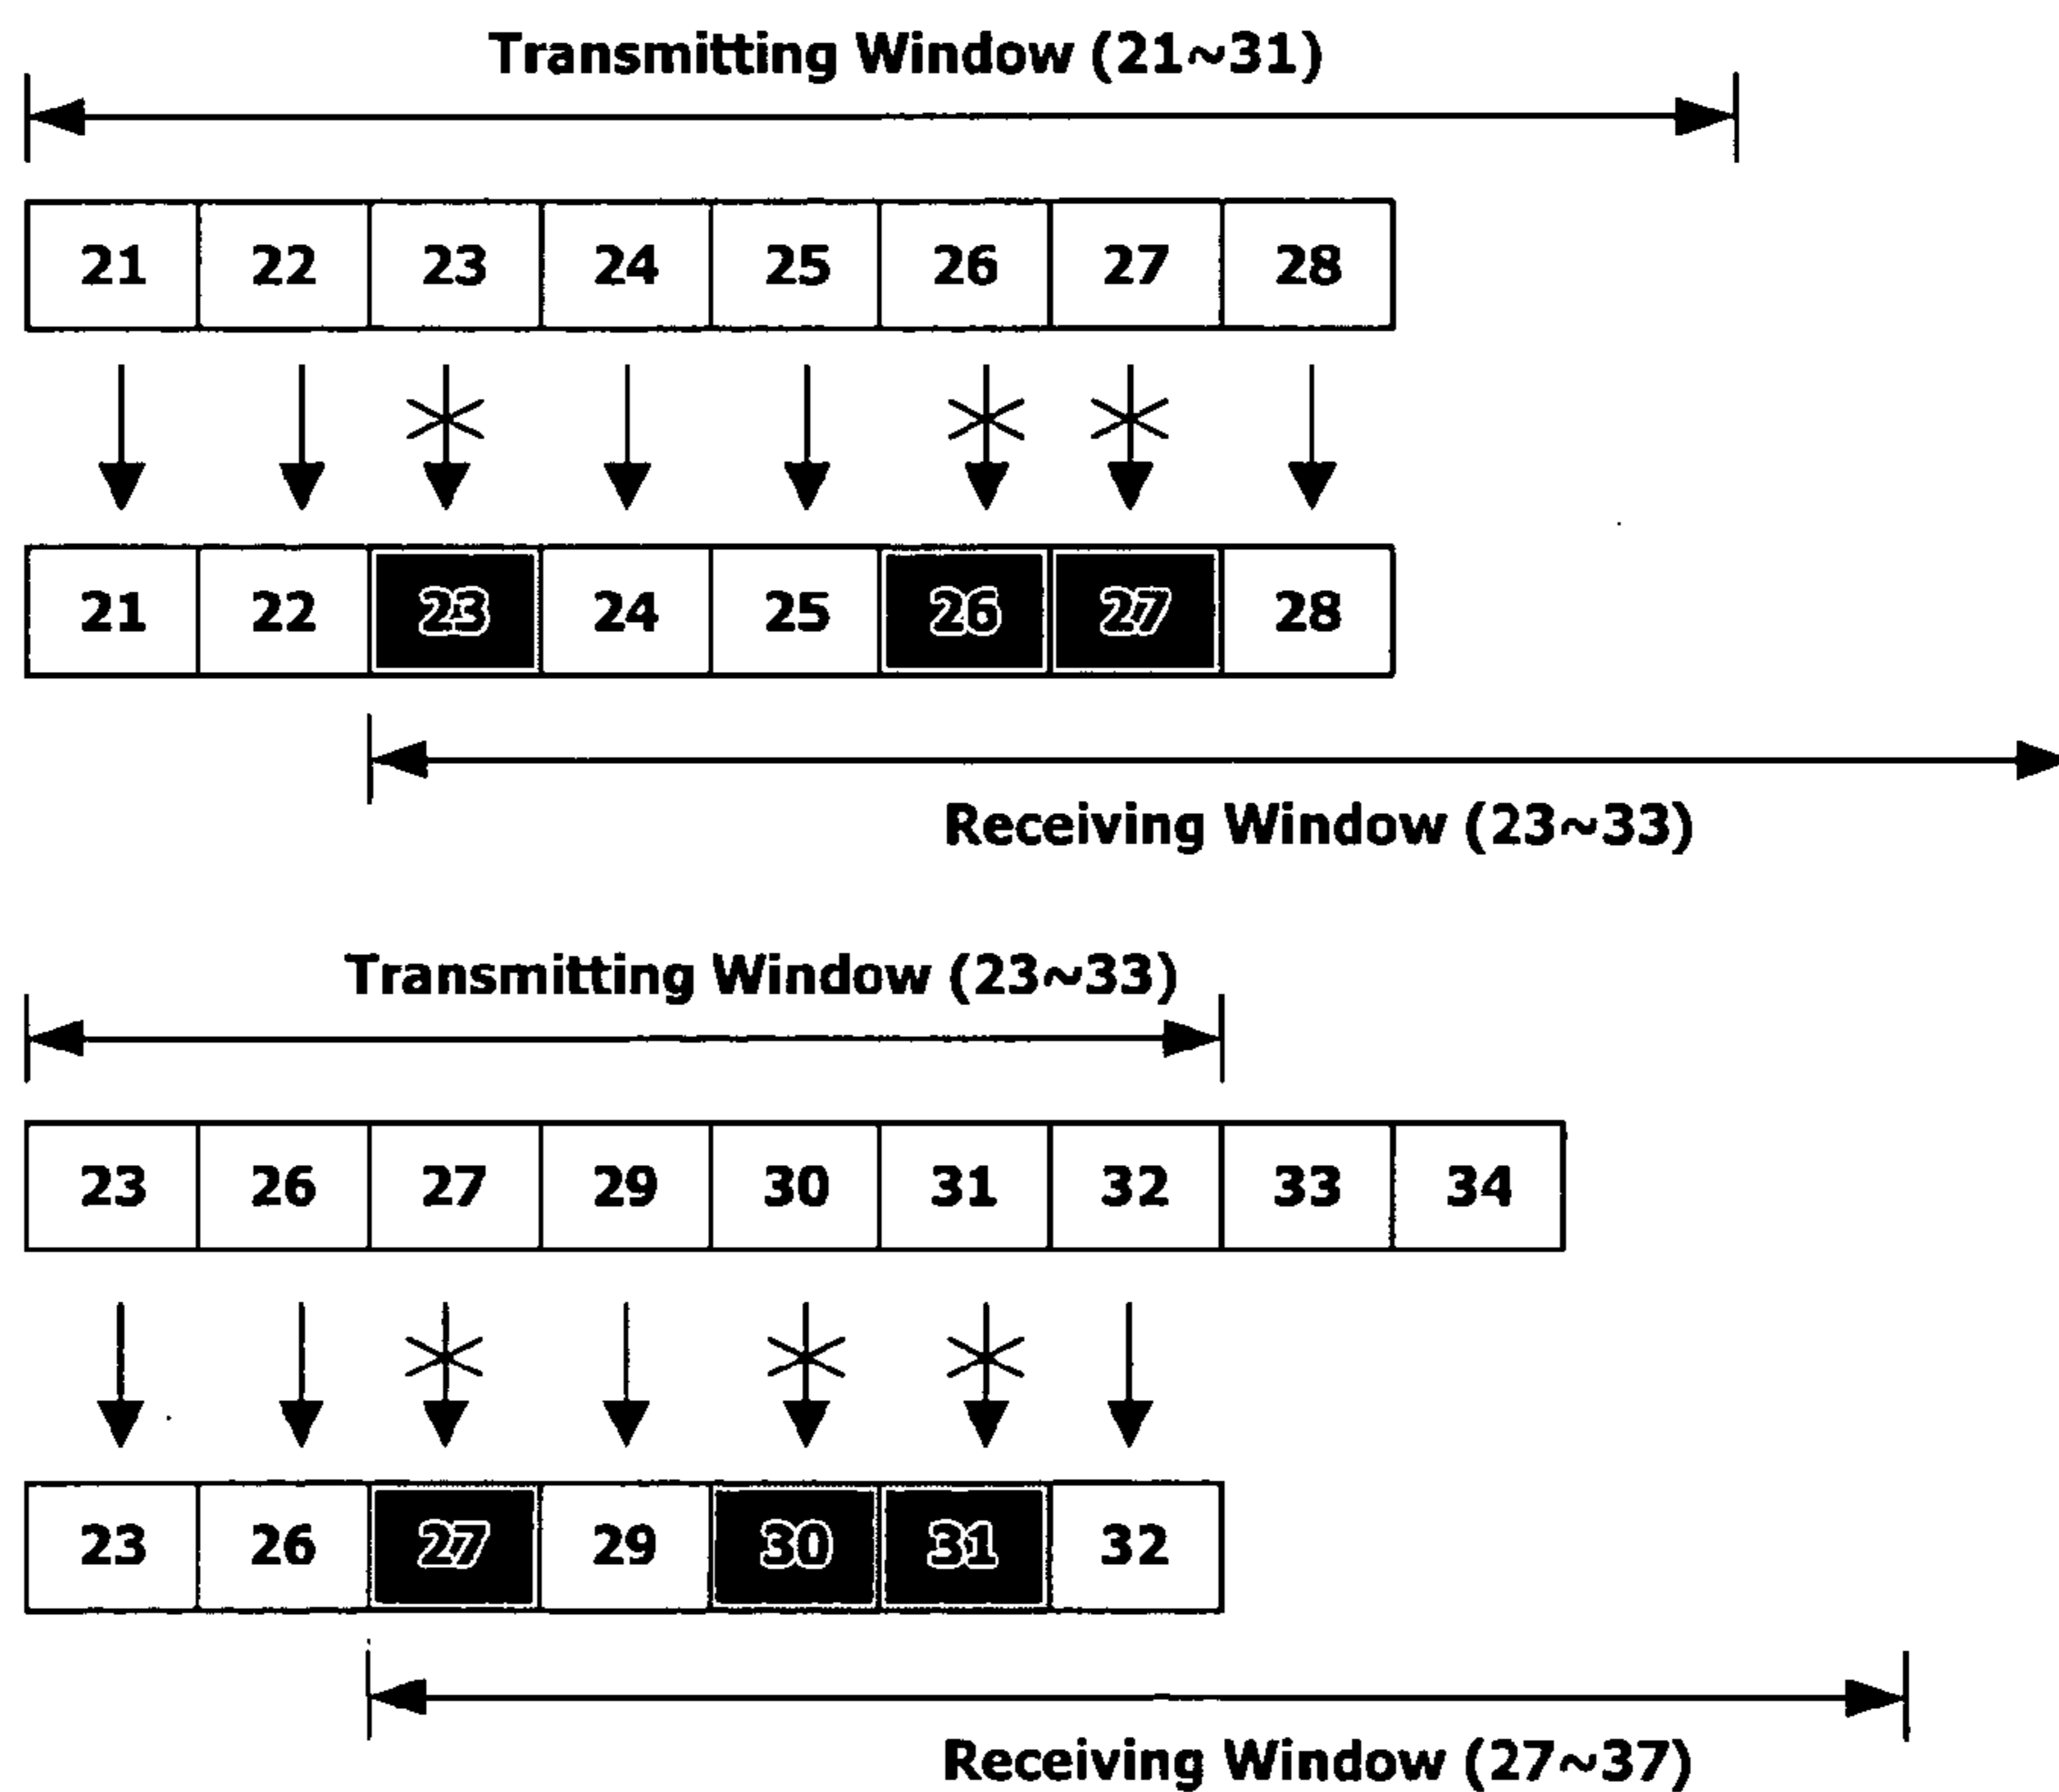 Transmitting Window (21~31)
21 22 23 24 25 26 27 28
21 22 23 24 25 26 27 28
Receiving Window (23~33)
Transmitting Window (23~33)
23 26 27 29 30 31 32 33 34
23 26 27 29 30 31 32
Receiving Window (27~37)